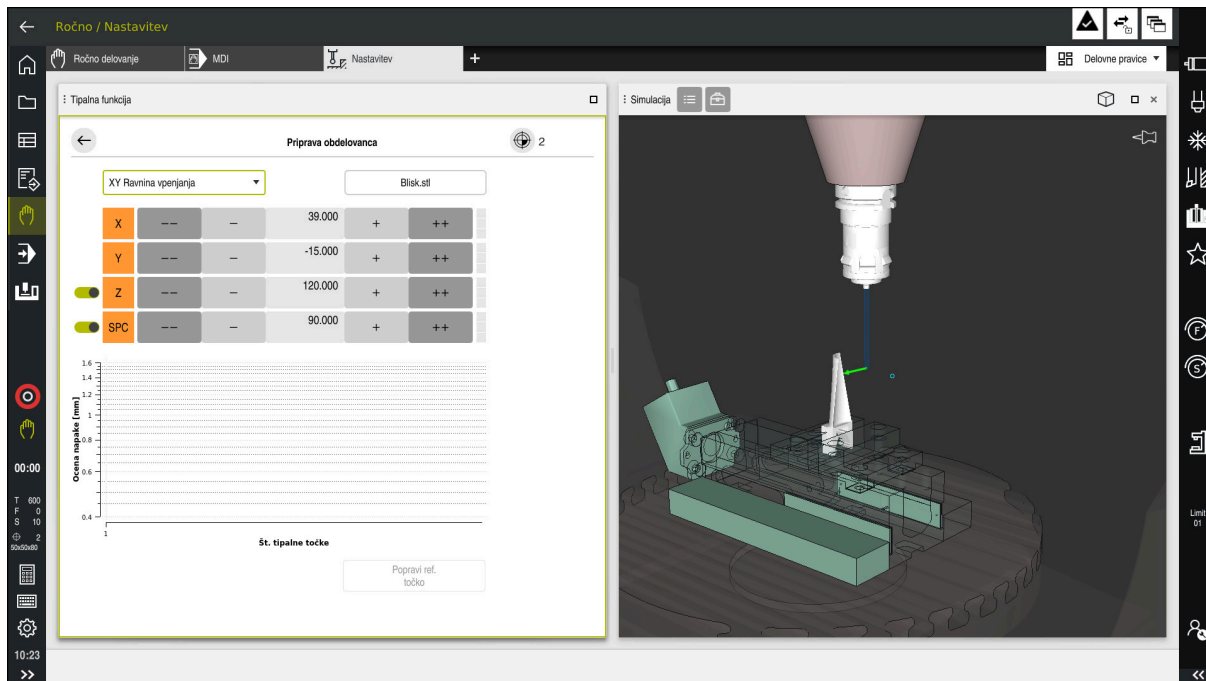 Ročno / Nastavitev
Ročno delovanje
MDI
Nastavitev
+
Delovne pravice
Tipalna funkcija
Priprava obdelovanca
2
XY Ravnina vpenjanja
Blisk.stl
X -- − 39.000 + ++
Y -- − -15.000 + ++
Z -- − 120.000 + ++
SPC -- − 90.000 + ++
1.6
1.4
1.2
1
0.8
0.6
0.4
Ocena napake [mm]
1
Št. tipalne točke
Popravi ref.
točko
Simulacija
00:00
T 600
F 0
S 10
2
50x50x80
10:23
F
S
Limit
01